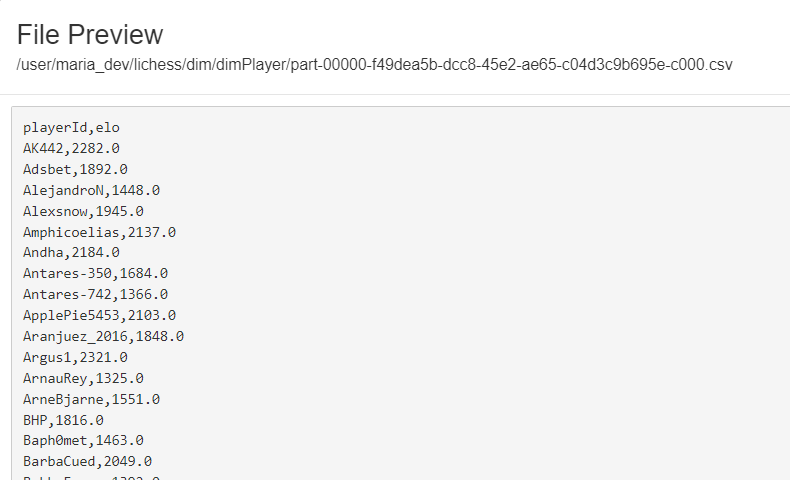 File Preview
/user/maria_dev/lichess/dim/dimPlayer/part-00000-f49dea5b-dcc8-45e2-ae65-c04d3c9b695e-c000.csv
playerId,elo
AK442,2282.0
Adsbet,1892.0
AlejandroN,1448.0
Alexsnow,1945.0
Amphicoelias,2137.0
Andha,2184.0
Antares-350,1684.0
Antares-742,1366.0
ApplePie5453,2103.0
Aranjuez_2016,1848.0
Argus1,2321.0
ArnauRey,1325.0
ArneBjarne,1551.0
BHP,1816.0
Baph0met,1463.0
BarbaCued,2049.0